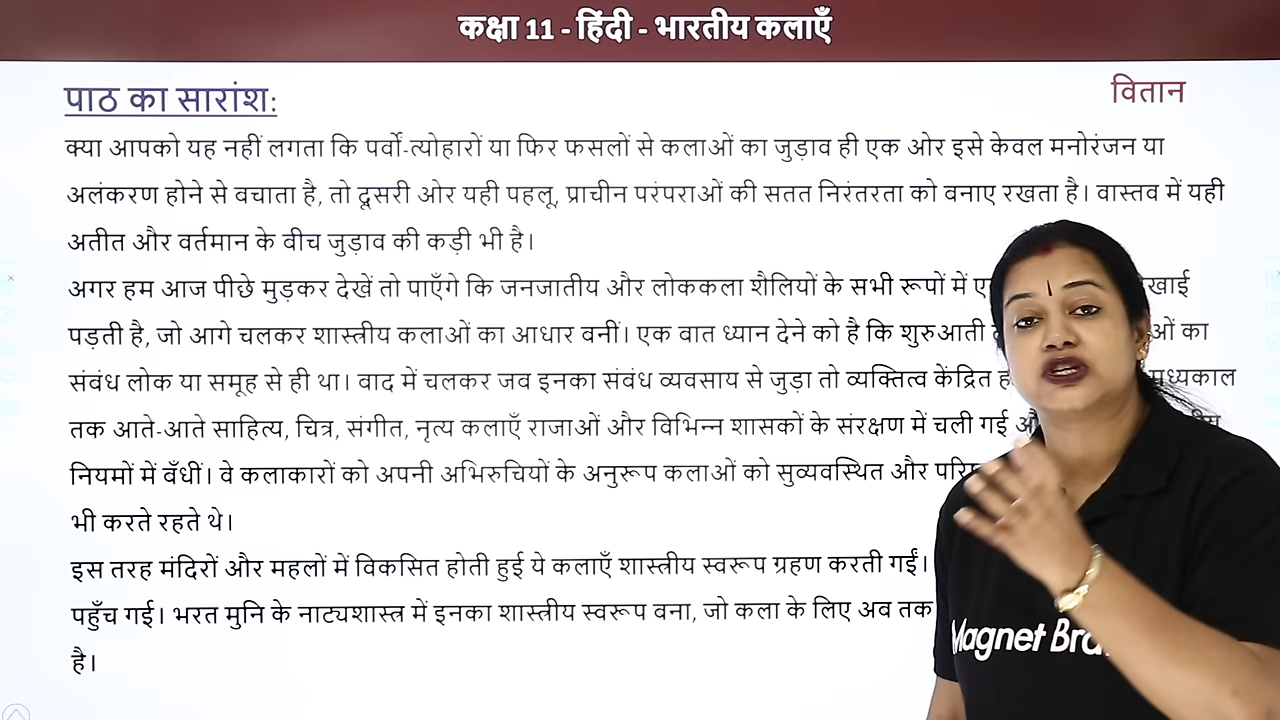 कक्षा 11 - हिंदी - भारतीय कलाएँ
पाठ का सारांश:
वितान
क्या आपको यह नहीं लगता कि पर्वों-त्योहारों या फिर फसलों से कलाओं का जुड़ाव ही एक ओर इसे केवल मनोरंजन या
अलंकरण होने से बचाता है, तो दूसरी ओर यही पहलू, प्राचीन परंपराओं की सतत निरंतरता को बनाए रखता है। वास्तव में यही
अतीत और वर्तमान के बीच जुड़ाव की कड़ी भी है।
अगर हम आज पीछे मुड़कर देखें तो पाएँगे कि जनजातीय और लोककला शैलियों के सभी रूपों में
पड़ती है, जो आगे चलकर शास्त्रीय कलाओं का आधार बनीं। एक बात ध्यान देने को है कि शुरुआती का
संबंध लोक या समूह से ही था। बाद में चलकर जब इनका संबंध व्यवसाय से जुड़ा तो व्यक्तित्व केंद्रित मध्यकाल
तक आते-आते साहित्य, चित्र, संगीत, नृत्य कलाएँ राजाओं और विभिन्न शासकों के संरक्षण में चली गई
नियमों में बँधीं। वे कलाकारों को अपनी अभिरुचियों के अनुरूप कलाओं को सुव्यवस्थित और
भी करते रहते थे।
इस तरह मंदिरों और महलों में विकसित होती हुई ये कलाएँ शास्त्रीय स्वरूप ग्रहण करती गईं।
पहुँच गई। भरत मुनि के नाट्यशास्त्र में इनका शास्त्रीय स्वरूप बना, जो कला के लिए अब तक
है।
Magnet